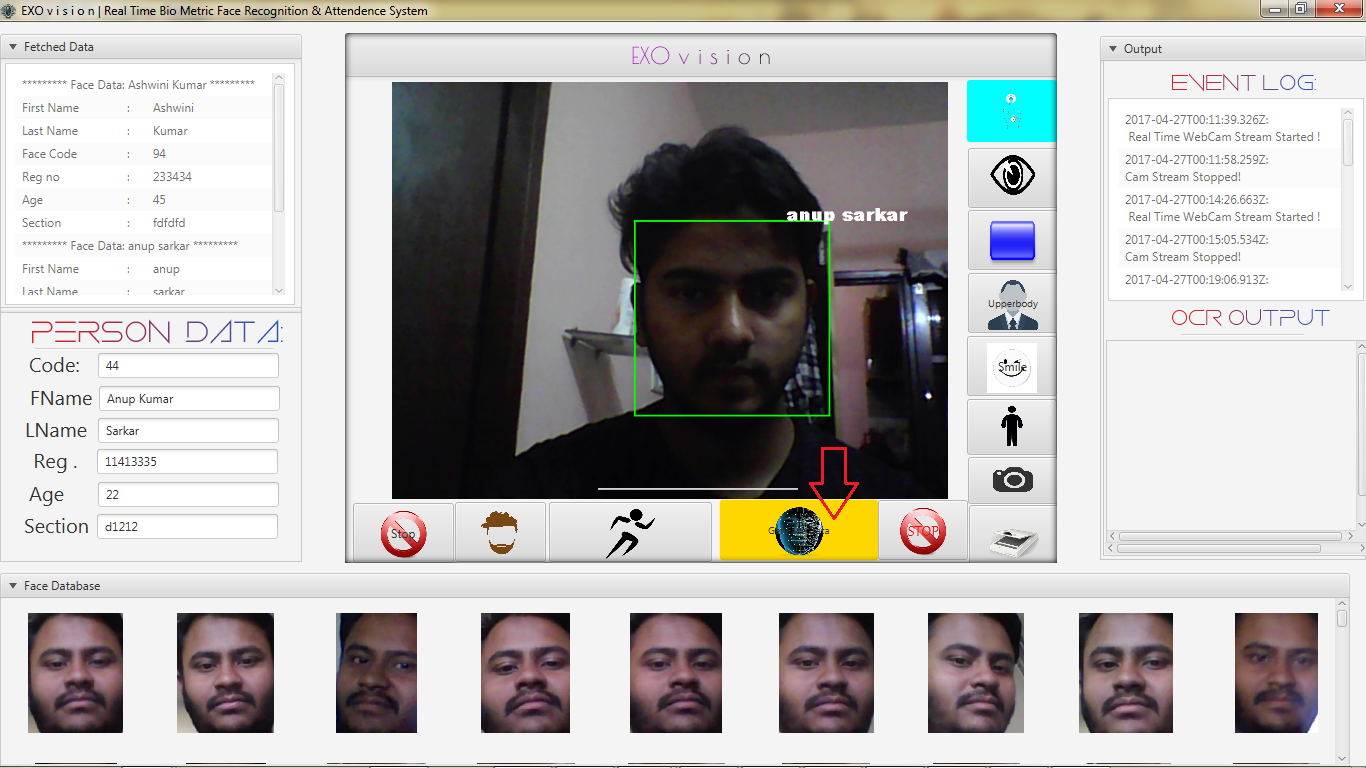 EXO v i s i o n | Real Time Bio Metric Face Recognition & Attendence System
Fetched Data
********* Face Data: Ashwini Kumar *********
First Name : Ashwini
Last Name : Kumar
Face Code : 94
Reg no : 233434
Age : 45
Section : fdfdfd
********* Face Data: anup sarkar *********
First Name : anup
Last Name : sarkar
PERSON DATA:
Code: 44
FName Anup Kumar
LName Sarkar
Reg . 11413335
Age 22
Section d1212
EXO v i s i o n
anup sarkar
Upperbody
Smile
Stop
STOP
Output
EVENT LOG:
2017-04-27T00:11:39.326Z:
Real Time WebCam Stream Started !
2017-04-27T00:11:58.259Z:
Cam Stream Stopped!
2017-04-27T00:14:26.663Z:
Real Time WebCam Stream Started !
2017-04-27T00:15:05.534Z:
Cam Stream Stopped!
2017-04-27T00:19:06.913Z:
OCR OUTPUT
Face Database